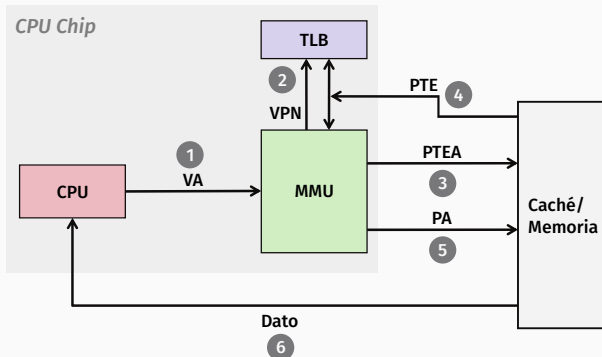 CPU Chip
TLB
2
PTE
4
VPN
1
VA
CPU
MMU
PTEA
3
PA
5
Caché/
Memoria
Dato
6